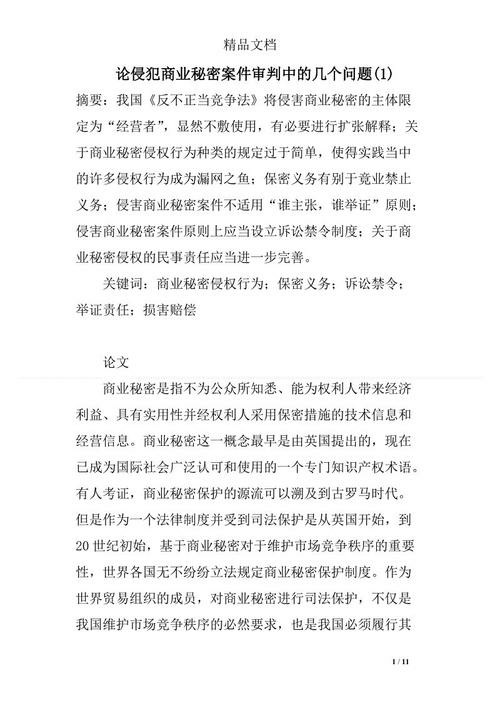 精品文档
论侵犯商业秘密案件审判中的几个问题(1)
摘要：我国《反不正当竞争法》将侵害商业秘密的主体限
定为“经营者”，显然不敷使用，有必要进行扩张解释；关
于商业秘密侵权行为种类的规定过于简单，使得实践当中
的许多侵权行为成为漏网之鱼；保密义务有别于竟业禁止
义务；侵害商业秘密案件不适用“谁主张，谁举证”原则；
侵害商业秘密案件原则上应当设立诉讼禁令制度；关于商
业秘密侵权的民事责任应当进一步完善。
关键词：商业秘密侵权行为；保密义务；诉讼禁令；
举证责任；损害赔偿
论文
商业秘密是指不为公众所知悉、能为权利人带来经济
利益、具有实用性并经权利人采用保密措施的技术信息和
经营信息。商业秘密这一概念最早是由英国提出的，现在
已成为国际社会广泛认可和使用的一个专门知识产权术语。
有人考证，商业秘密保护的源流可以溯及到古罗马时代。
但是作为一个法律制度并受到司法保护是从英国开始，到
20 世纪初始，基于商业秘密对于维护市场竞争秩序的重要
性，世界各国无不纷纷立法规定商业秘密保护制度。作为
世界贸易组织的成员，对商业秘密进行司法保护，不仅是
我国维护市场竞争秩序的必然要求，也是我国必须履行其
1 / 11